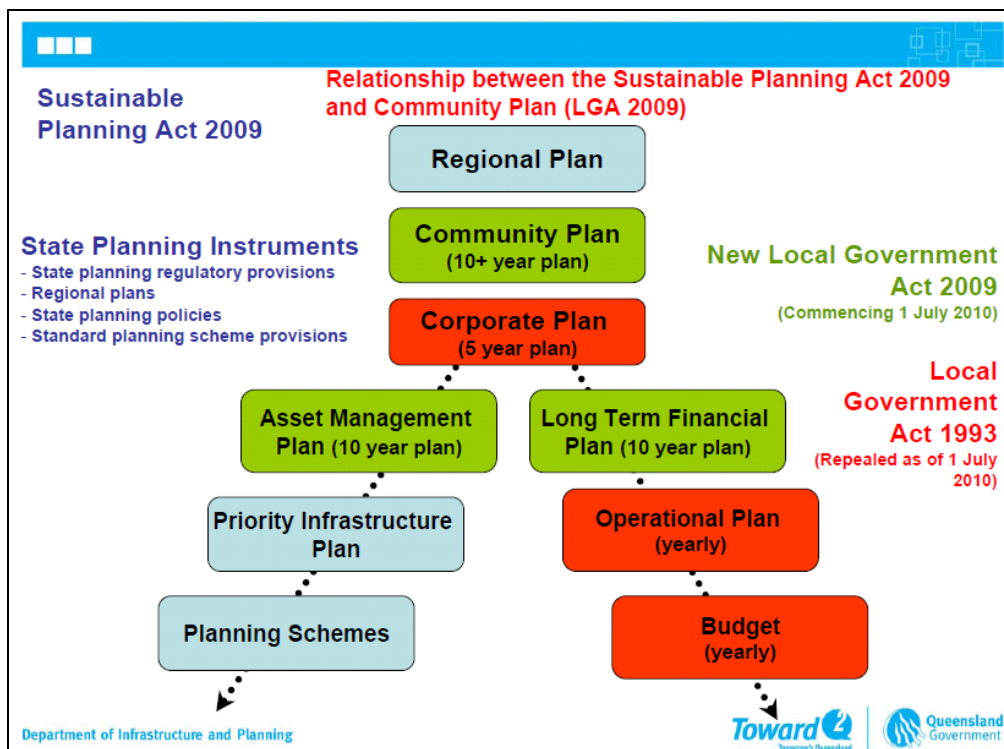 Relationship between the Sustainable Planning Act 2009
and Community Plan (LGA 2009)
Sustainable
Planning Act 2009
Regional Plan
Community Plan
(10+ year plan)
State Planning Instruments
- State planning regulatory provisions
- Regional plans
- State planning policies
- Standard planning scheme provisions
New Local Government
Act 2009
(Commencing 1 July 2010)
Corporate Plan
(5 year plan)
Local
Government
Act 1993
(Repealed as of 1 July
2010)
Asset Management
Plan (10 year plan)
Long Term Financial
Plan (10 year plan)
Priority Infrastructure
Plan
Operational Plan
(yearly)
Planning Schemes
Budget
(yearly)
Department of Infrastructure and Planning
Toward 2
Tomorrow's Queensland
Queensland
Government